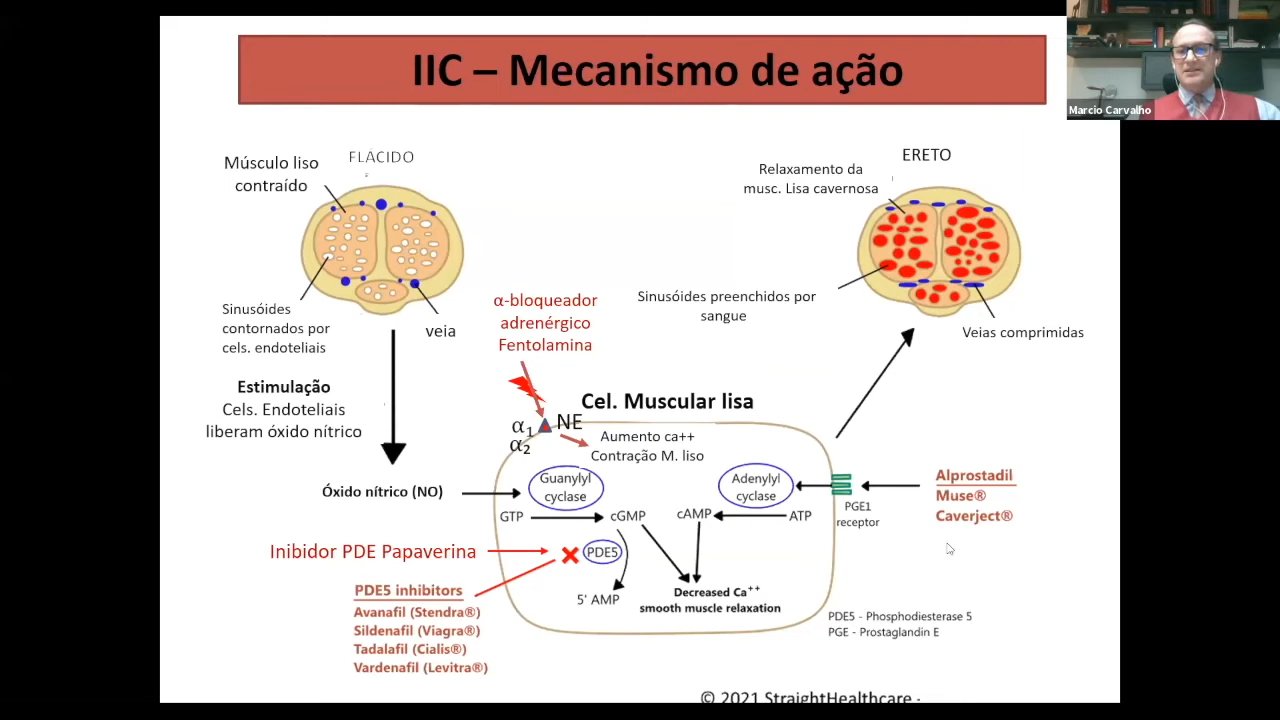 IIC – Mecanismo de ação
Marcio Carvalho
FLÁCIDO
Músculo liso
contraído
Sinusóides
contornados por
cels. endoteliais
veia
ERETO
Relaxamento da
musc. Lisa cavernosa
Sinusóides preenchidos por
sangue
Veias comprimidas
Estimulação
Cels. Endoteliais
liberam óxido nítrico
α-bloqueador
adrenérgico
Fentolamina
Cel. Muscular lisa
α1
α2
NE
Aumento ca++
Contração M. liso
Óxido nítrico (NO)
Guanylyl
cyclase
GTP
cGMP
Adenylyl
cyclase
cAMP
ATP
PGE1
receptor
Alprostadil
Muse®
Caverject®
Inibidor PDE Papaverina
PDE5
5' AMP
Decreased Ca++
smooth muscle relaxation
PDE5 inhibitors
Avanafil (Stendra®)
Sildenafil (Viagra®)
Tadalafil (Cialis®)
Vardenafil (Levitra®)
PDE5 - Phosphodiesterase 5
PGE - Prostaglandin E
© 2021 StraightHealthcare -